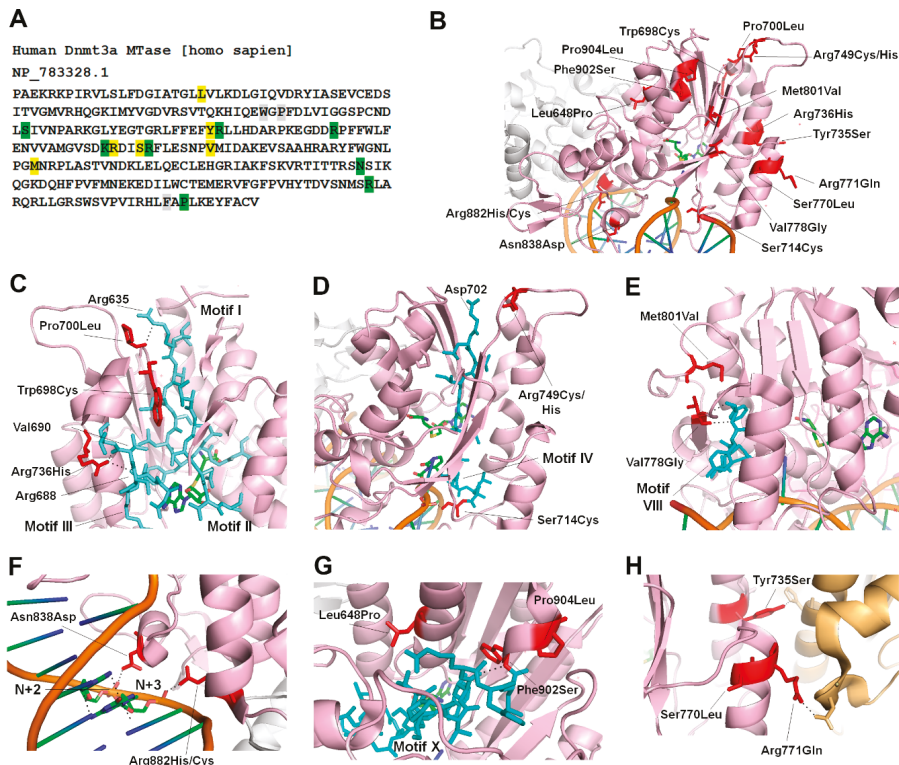 A
Human Dnmt3a MTase [homo sapien]
NP_783328.1
PAEKRKPIRVLSLFDGIATGLLVLKDLGIQVDRYIASEVCEDS
ITVGMVRHQGKIMYVGDVRSVTQKHIQEWGPFDLVIGGSPCND
LSIVNPARKGLYEGTGRLFFEFYRLLHDARPKEGDDRPFFWLF
ENVVAMGVSDKRDISRFLESNPVMIDAKEVSAAHRARYFWGNL
PGMNRPLASTVNDKLELQECLEHGRIAKFSKVRTITTRSNSIK
QGKDQHFPVFMNEKEDILWCTEMERVFGFPVHYTDVSNMSRLA
RQRLLGRSWSVPVIRHLFAPLKEYFACV
B
Pro700Leu
Trp698Cys
Pro904Leu
Arg749Cys/His
Phe902Ser
Met801Val
Leu648Pro
Arg736His
Tyr735Ser
Arg771Gln
Arg882His/Cys
Ser770Leu
Val778Gly
Asn838Asp
Ser714Cys
C
Arg635
Motif I
Pro700Leu
Trp698Cys
Val690
Arg736His
Arg688
Motif III
Motif II
D
Asp702
Arg749Cys/
His
Motif IV
Ser714Cys
E
Met801Val
Val778Gly
Motif
VIII
F
Asn838Asp
N+2
N+3
Arg882His/Cys
G
Pro904Leu
Leu648Pro
Phe902Ser
Motif X
H
Tyr735Ser
Ser770Leu
Arg771Gln